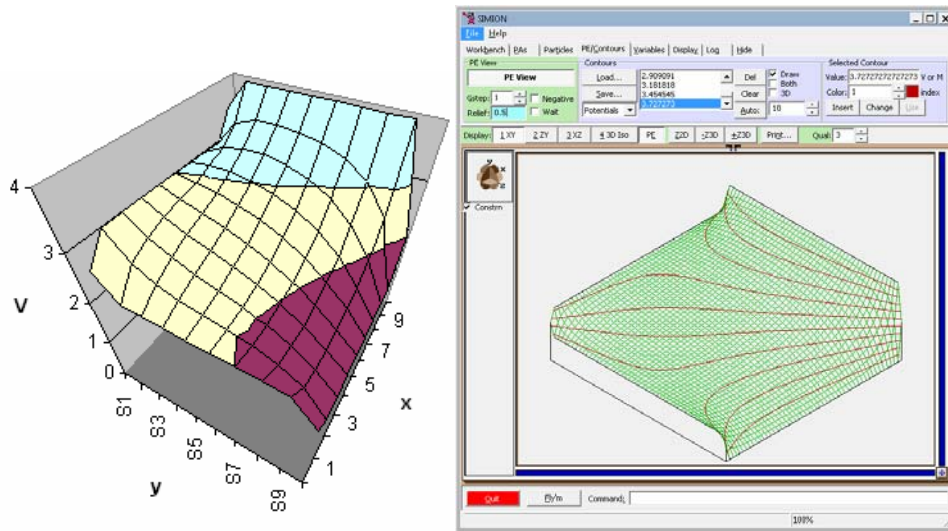 4
3
V
2
1
0
S1
S3
S5
S7
S9
y
1
3
5
7
9
x
SIMION
File Help
Workbench PAs Particles PE/Contours Variables Display Log Hide
PE View
PE View
Gstep: 1 Negative
Relief: 0.5 Wait
Contours
Load...
Save...
Potentials
2.909091
3.181818
3.454545
3.727273
Del
Clear
Auto: 10
Draw
Both
3D
Selected Contour
Value: 3.72727272727273 V or M
Color: 1 index
Insert Change Use
Display: 1 XY 2 ZY 3 XZ 4 3D Iso PE Z2D -Z3D +Z3D Print... Qual: 3
Y X
Z
Constrn
Quit Fly'm Command:
100%